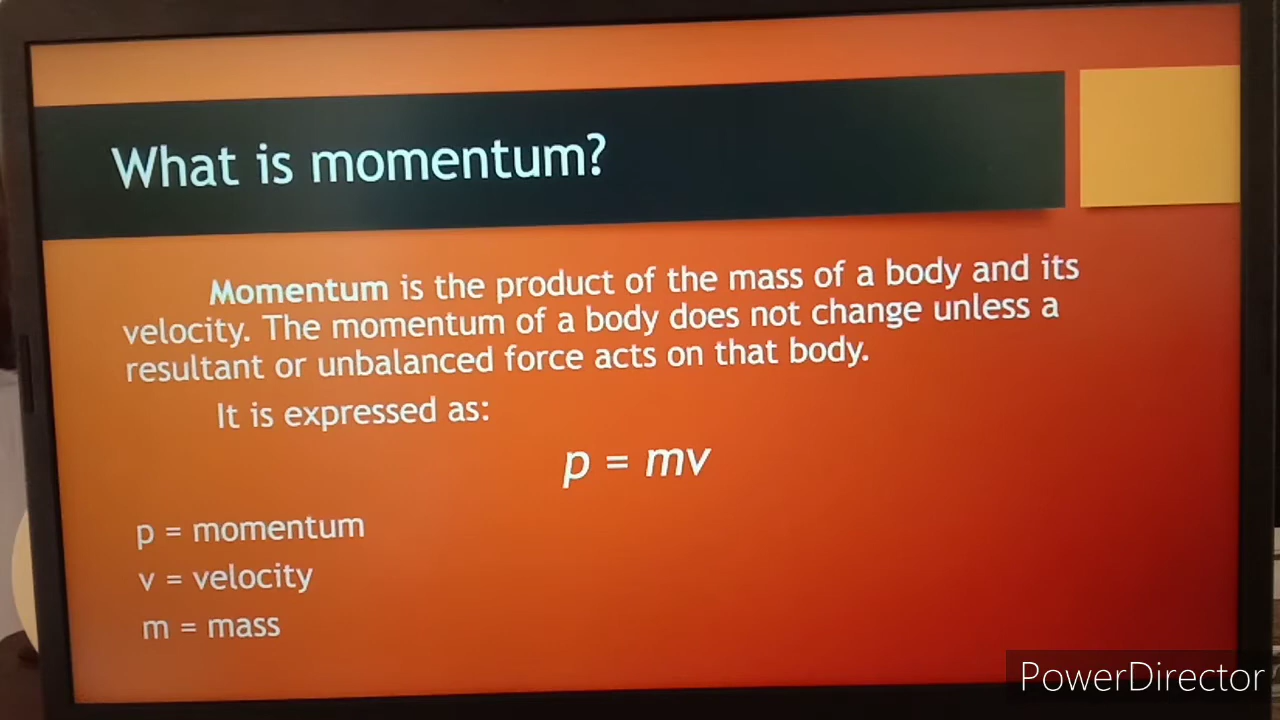 What is momentum?
Momentum is the product of the mass of a body and its
velocity. The momentum of a body does not change unless a
resultant or unbalanced force acts on that body.
It is expressed as:
p = mv
p = momentum
v = velocity
m = mass
PowerDirector